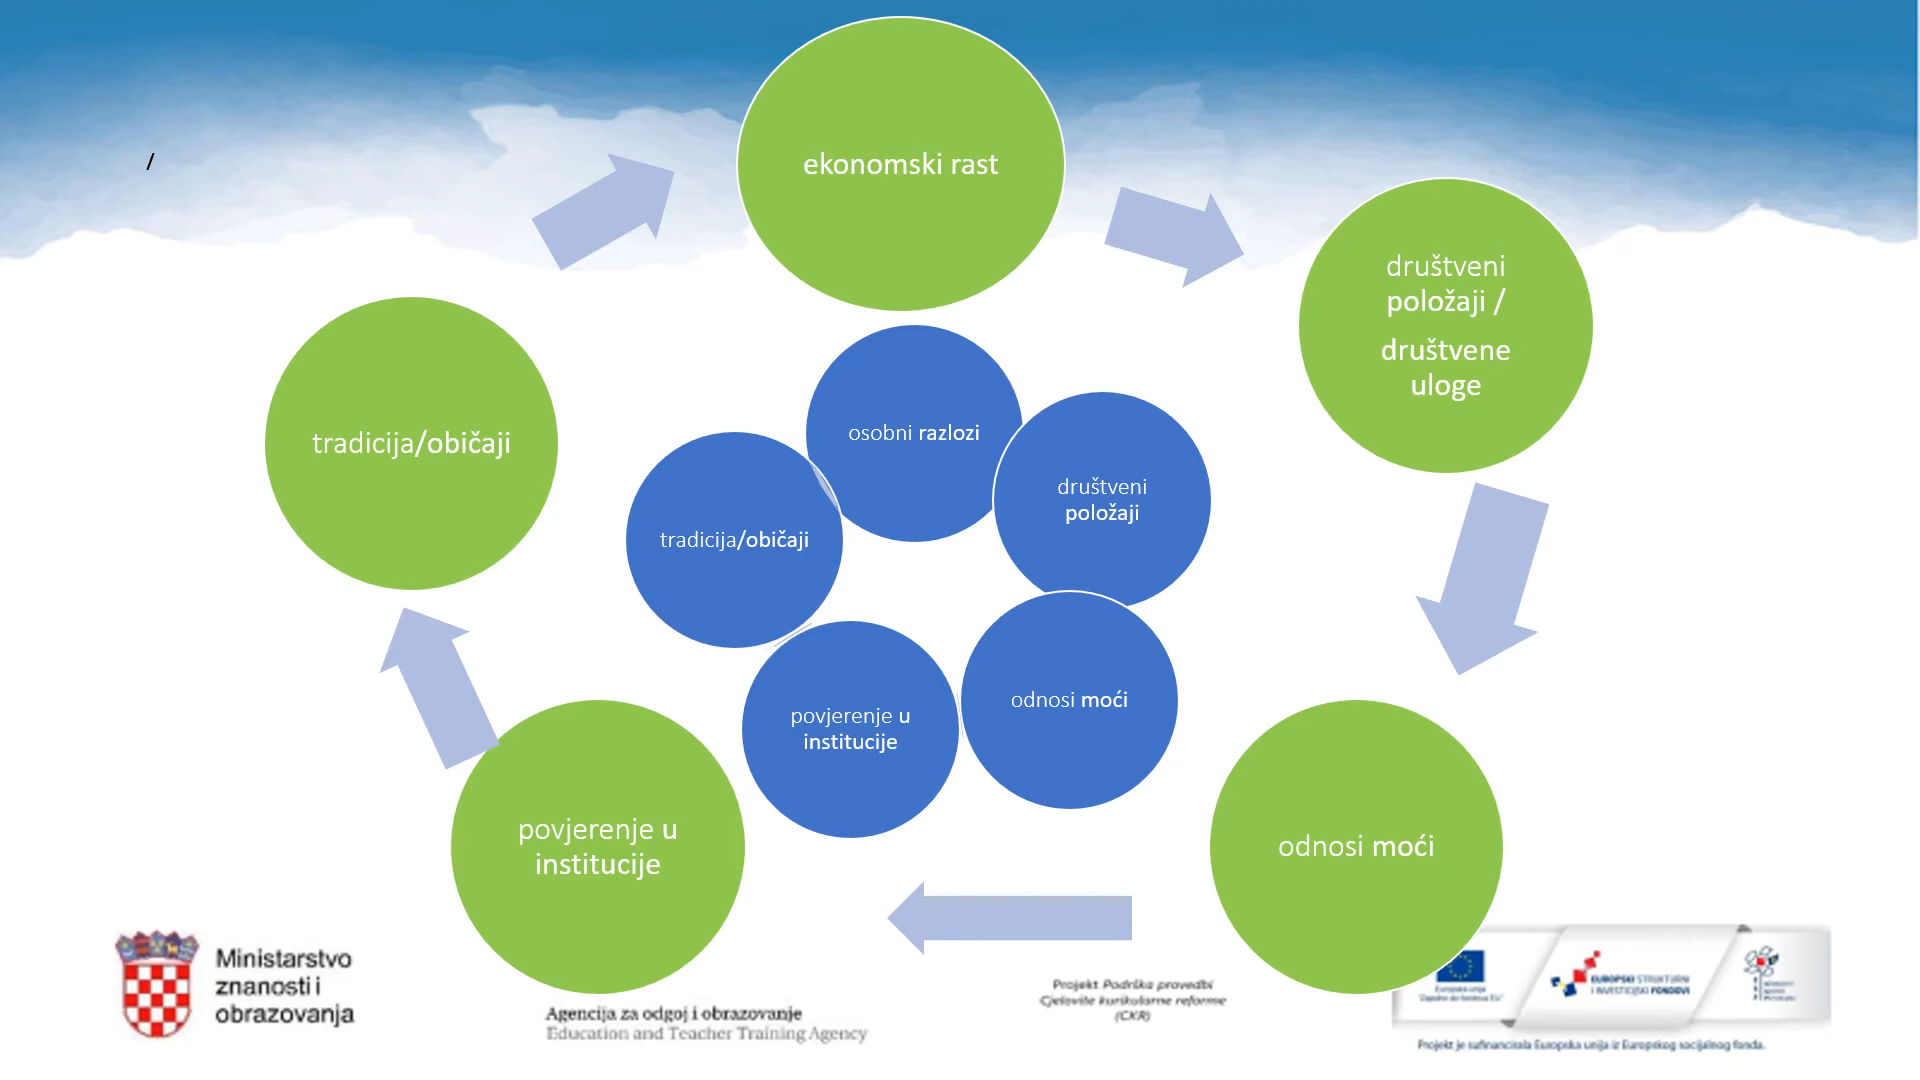 /
ekonomski rast
društveni
položaji /
društvene
uloge
tradicija/običaji
osobni razlozi
društveni
položaji
tradicija/običaji
odnosi moći
povjerenje u
institucije
povjerenje u
institucije
odnosi moći
Ministarstvo
znanosti i
obrazovanja
Agencija za odgoj i obrazovanje
Education and Teacher Training Agency
Projekt Podrška provedbi
Cjelovite kurikularne reforme
(CKR)
Europska unija
EUROPSKI STRUKTURNI
I INVESTICIJSKI FONDOVI
Projekt je sufinancirala Europska unija iz Europskog socijalnog fonda.